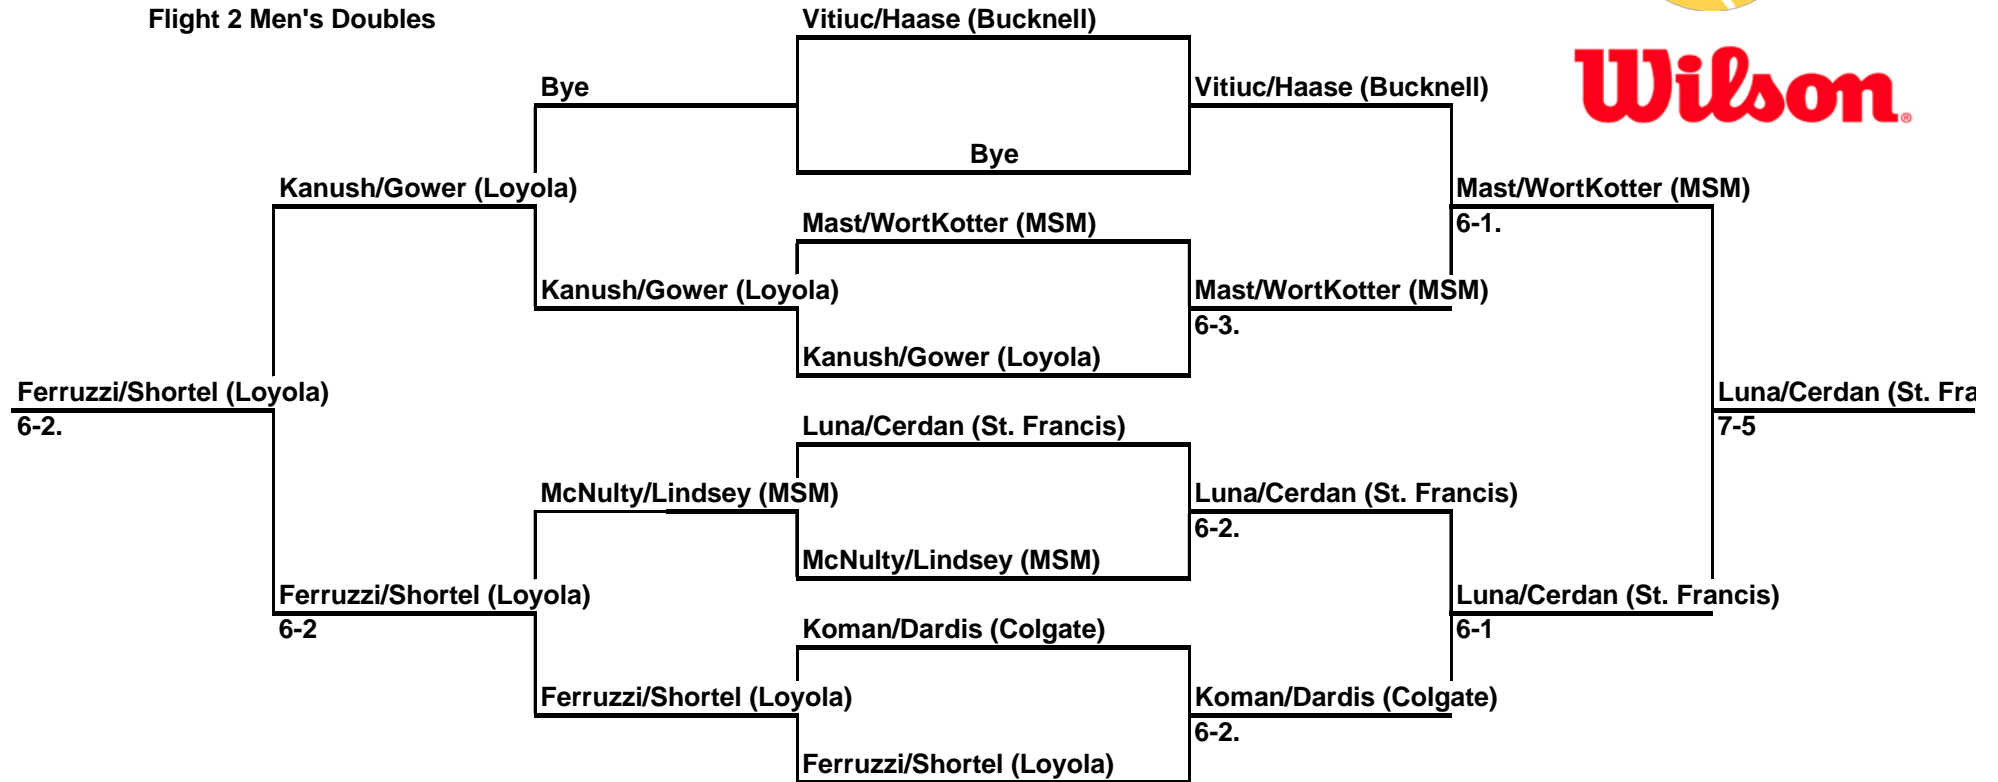 Flight 2 Men's Doubles
Vitiuc/Haase (Bucknell)
Wilson®
Bye
Vitiuc/Haase (Bucknell)
Bye
Kanush/Gower (Loyola)
Mast/WortKotter (MSM)
Mast/WortKotter (MSM)
6-1.
Kanush/Gower (Loyola)
Mast/WortKotter (MSM)
6-3.
Kanush/Gower (Loyola)
Ferruzzi/Shortel (Loyola)
Luna/Cerdan (St. Fra
6-2.
7-5
Luna/Cerdan (St. Francis)
McNulty/Lindsey (MSM)
Luna/Cerdan (St. Francis)
6-2.
McNulty/Lindsey (MSM)
Ferruzzi/Shortel (Loyola)
Luna/Cerdan (St. Francis)
6-2
6-1
Koman/Dardis (Colgate)
Ferruzzi/Shortel (Loyola)
Koman/Dardis (Colgate)
6-2.
Ferruzzi/Shortel (Loyola)